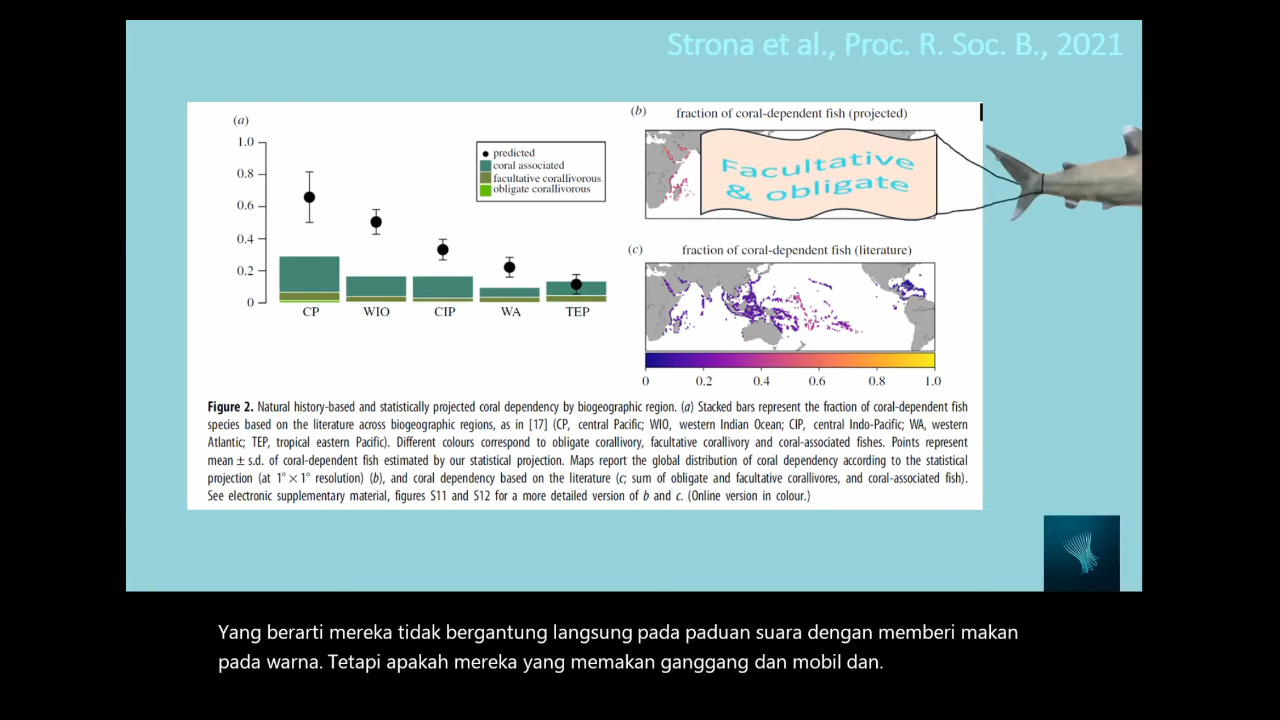 Strona et al., Proc. R. Soc. B., 2021
(a)
1.0
0.8
0.6
0.4
0.2
0
predicted
coral associated
facultative corallivorous
obligate corallivorous
CP WIO CIP WA TEP
(b) fraction of coral-dependent fish (projected)
Facultative
& obligate
(c) fraction of coral-dependent fish (literature)
0 0.2 0.4 0.6 0.8 1.0
Figure 2. Natural history-based and statistically projected coral dependency by biogeographic region. (a) Stacked bars represent the fraction of coral-dependent fish
species based on the literature across biogeographic regions, as in [17] (CP, central Pacific; WIO, western Indian Ocean; CIP, central Indo-Pacific; WA, western
Atlantic; TEP, tropical eastern Pacific). Different colours correspond to obligate corallivory, facultative corallivory and coral-associated fishes. Points represent
mean ± s.d. of coral-dependent fish estimated by our statistical projection. Maps report the global distribution of coral dependency according to the statistical
projection (at 1° × 1° resolution) (b), and coral dependency based on the literature (c; sum of obligate and facultative corallivores, and coral-associated fish).
See electronic supplementary material, figures S11 and S12 for a more detailed version of b and c. (Online version in colour.)
Yang berarti mereka tidak bergantung langsung pada paduan suara dengan memberi makan
pada warna. Tetapi apakah mereka yang memakan ganggang dan mobil dan.